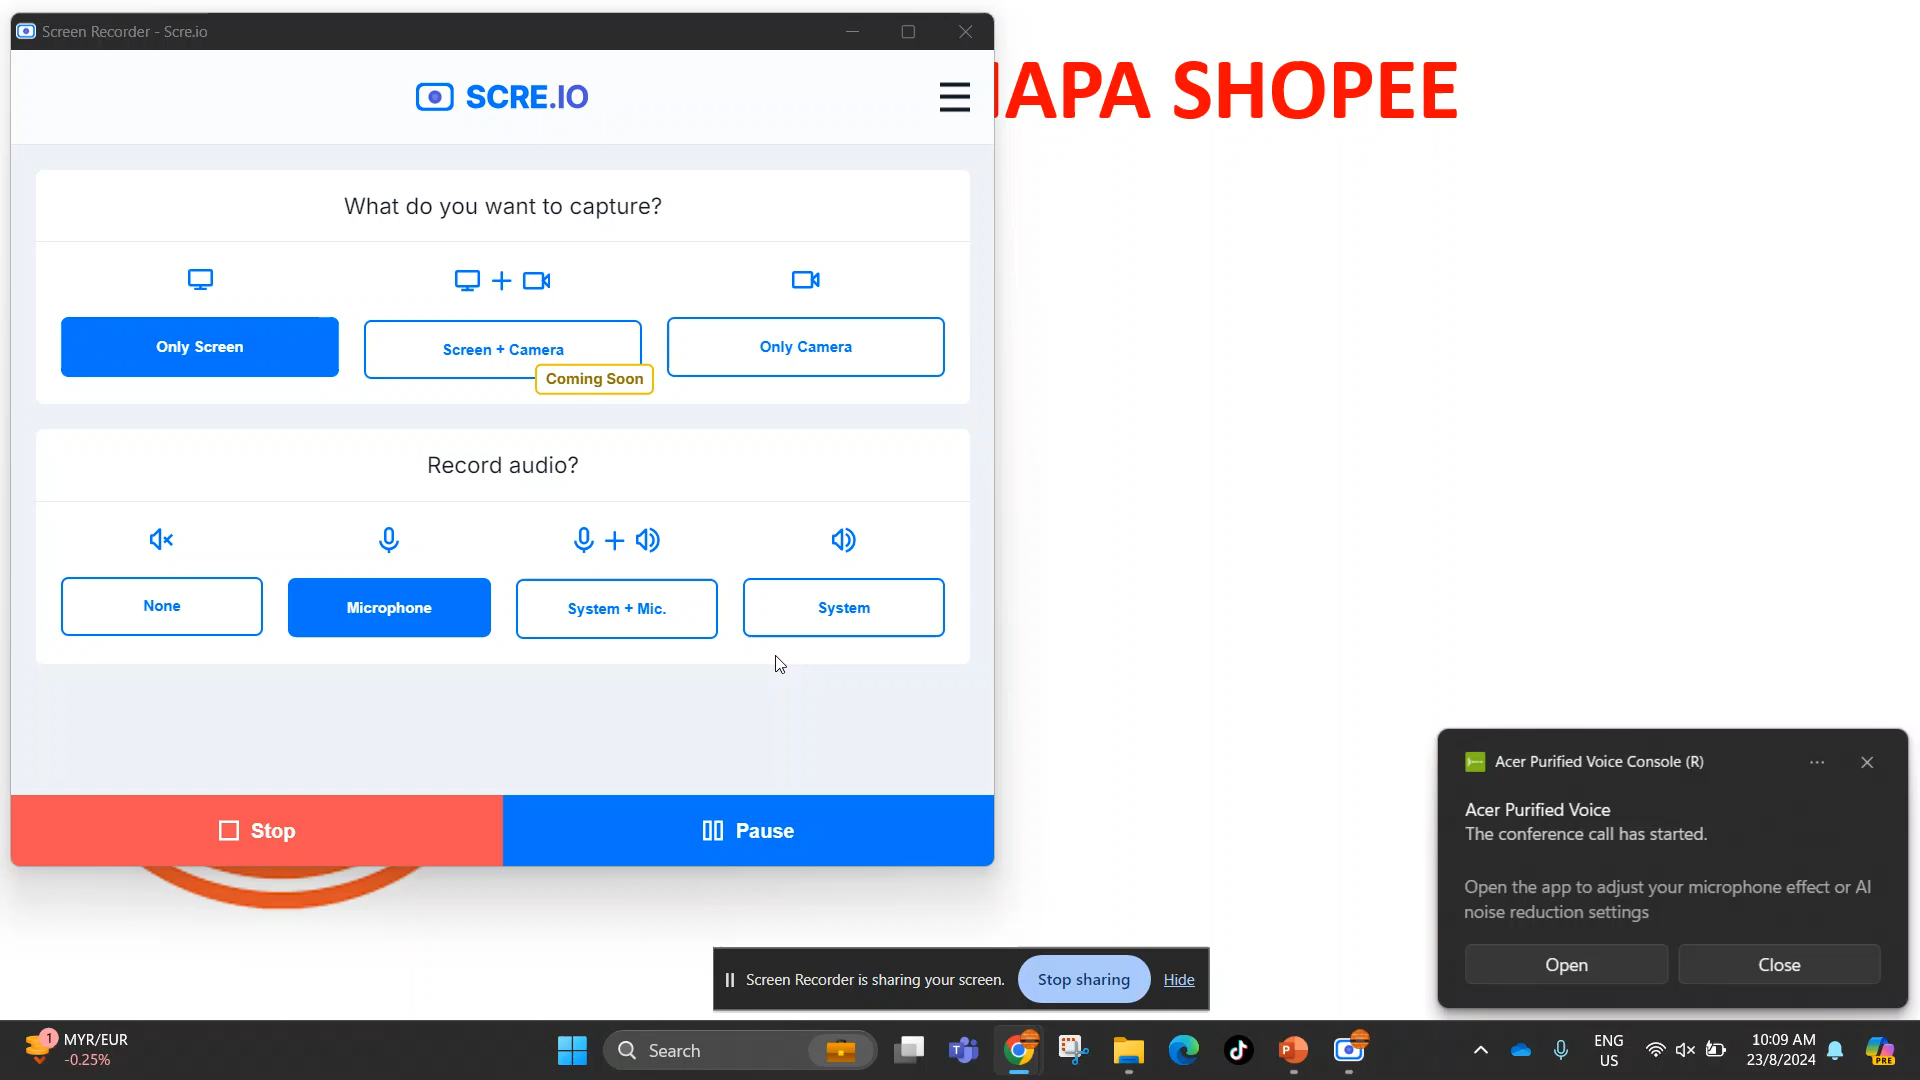 Screen Recorder - Scre.io
SCRE.IO
APA SHOPEE
What do you want to capture?
Only Screen
Screen + Camera
Only Camera
Coming Soon
Record audio?
None
Microphone
System + Mic.
System
Stop
Pause
Acer Purified Voice Console (R)
Acer Purified Voice
The conference call has started.
Open the app to adjust your microphone effect or AI
noise reduction settings
Open
Close
Screen Recorder is sharing your screen.
Stop sharing
Hide
1
MYR/EUR
-0.25%
Search
ENG
US
10:09 AM
23/8/2024
PRE